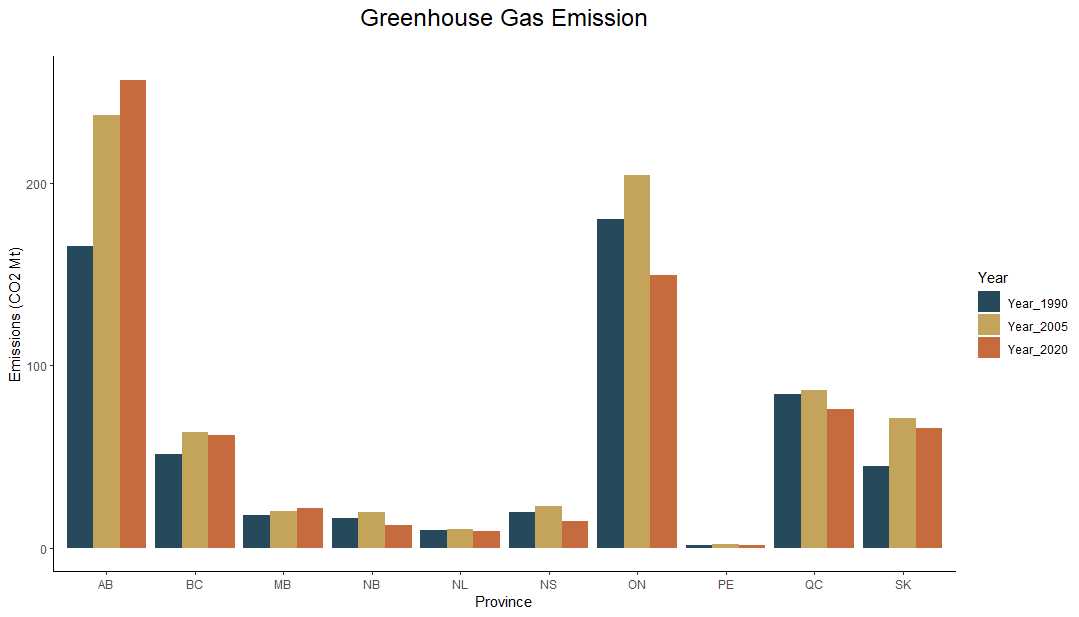 Greenhouse Gas Emission
Emissions (CO2 Mt)
200
100
0
AB BC MB NB NL NS ON PE QC SK
Province
Year
Year_1990
Year_2005
Year_2020